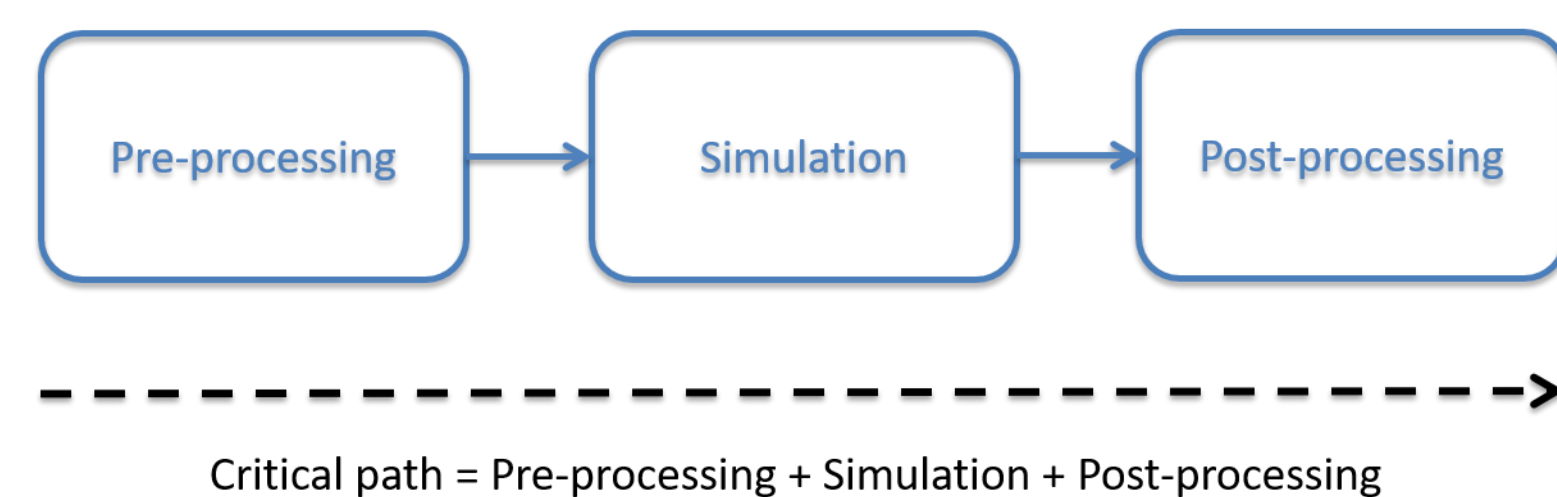 Pre-processing
Simulation
Post-processing
Critical path = Pre-processing + Simulation + Post-processing